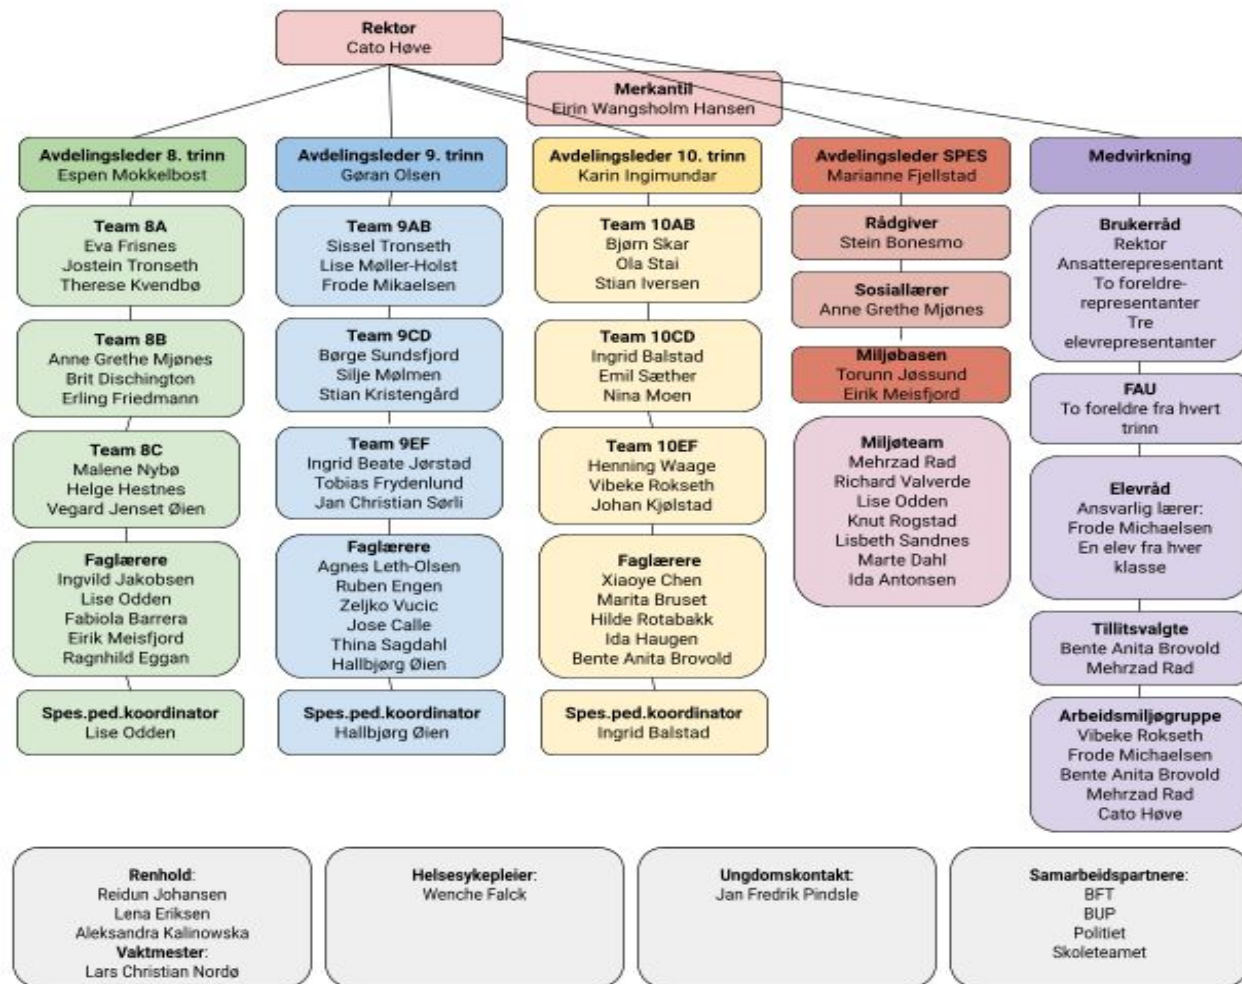 Rektor
Cato Høve
Merkantil
Eirin Wangsholm Hansen
Avdelingsleder 8. trinn
Espen Mokkelbost
Team 8A
Eva Frisnes
Jostein Tronseth
Therese Kvendbø
Team 8B
Anne Grethe Mjønes
Brit Dischington
Erling Friedmann
Team 8C
Malene Nybø
Helge Hestnes
Vegard Jenset Øien
Faglærere
Ingvild Jakobsen
Lise Odden
Fabiola Barrera
Eirik Meisfjord
Ragnhild Eggan
Spes.ped.koordinator
Lise Odden
Avdelingsleder 9. trinn
Gøran Olsen
Team 9AB
Sissel Tronseth
Lise Møller-Holst
Frode Mikaelsen
Team 9CD
Børge Sundsfjord
Silje Mølmen
Stian Kristengård
Team 9EF
Ingrid Beate Jørstad
Tobias Frydenlund
Jan Christian Sørli
Faglærere
Agnes Leth-Olsen
Ruben Engen
Zeljko Vucic
Jose Calle
Thina Sagdahl
Hallbjørg Øien
Spes.ped.koordinator
Hallbjørg Øien
Avdelingsleder 10. trinn
Karin Ingimundar
Team 10AB
Bjørn Skar
Ola Stai
Stian Iversen
Team 10CD
Ingrid Balstad
Emil Sæther
Nina Moen
Team 10EF
Henning Waage
Vibeke Rokseth
Johan Kjølstad
Faglærere
Xiaoye Chen
Marita Bruset
Hilde Rotabakk
Ida Haugen
Bente Anita Brovold
Spes.ped.koordinator
Ingrid Balstad
Avdelingsleder SPES
Marianne Fjellstad
Rådgiver
Stein Bonesmo
Sosiallærer
Anne Grethe Mjønes
Miljøbasen
Torunn Jøssund
Eirik Meisfjord
Miljøteam
Mehrzad Rad
Richard Valverde
Lise Odden
Knut Rogstad
Lisbeth Sandnes
Marte Dahl
Ida Antonsen
Medvirkning
Brukerråd
Rektor
Ansatterepresentant
To foreldre-
representanter
Tre
elevrepresentanter
FAU
To foreldre fra hvert
trinn
Elevråd
Ansvarlig lærer:
Frode Michaelsen
En elev fra hver
klasse
Tillitsvalgte
Bente Anita Brovold
Mehrzad Rad
Arbeidsmiljøgruppe
Vibeke Rokseth
Frode Michaelsen
Bente Anita Brovold
Mehrzad Rad
Cato Høve
Renhold:
Reidun Johansen
Lena Eriksen
Aleksandra Kalinowska
Vaktmester:
Lars Christian Nordø
Helsesykepleier:
Wenche Falck
Ungdomskontakt:
Jan Fredrik Pindsle
Samarbeidspartnere:
BFT
BUP
Politiet
Skoleteamet